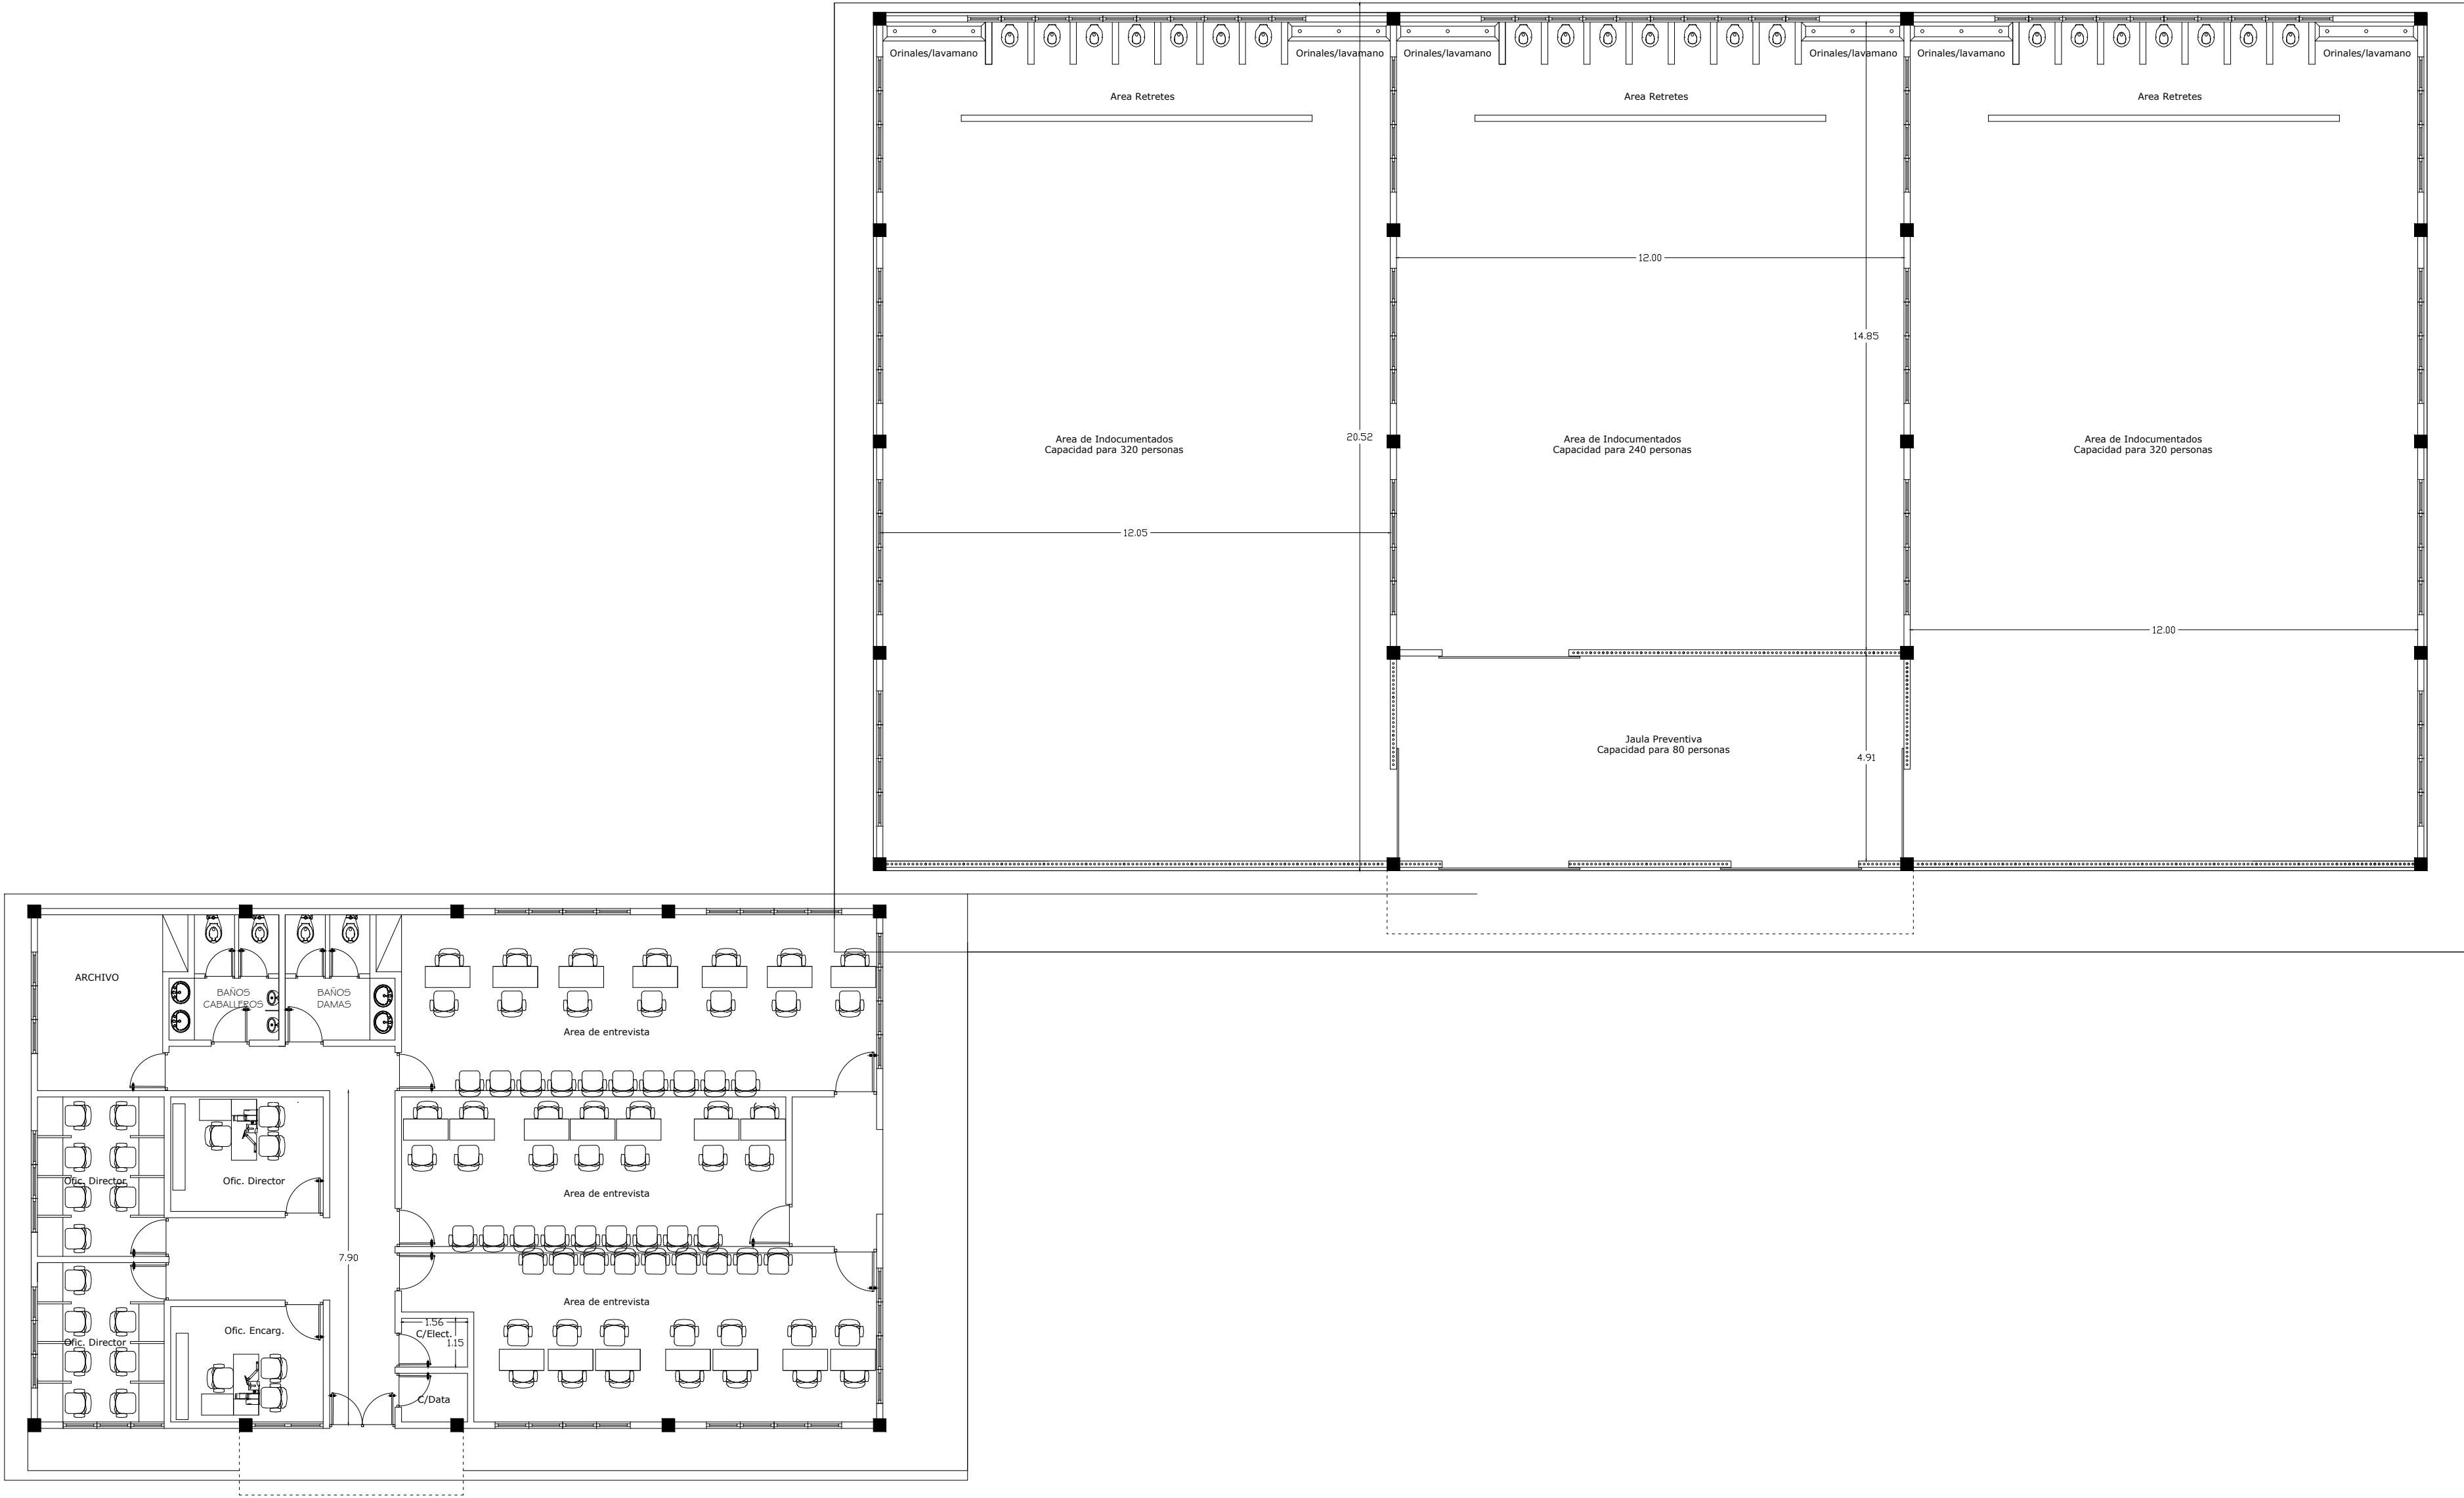 Orinales/lavamano
Orinales/lavamano
Orinales/lavamano
Orinales/lavamano
Orinales/lavamano
Orinales/lavamano
Area Retretes
Area Retretes
Area Retretes
12.00
14.85
20.52
Area de Indocumentados
Capacidad para 320 personas
Area de Indocumentados
Capacidad para 240 personas
Area de Indocumentados
Capacidad para 320 personas
12.05
12.00
Jaula Preventiva
Capacidad para 80 personas
4.91
ARCHIVO
BAÑOS
CABALLEROS
BAÑOS
DAMAS
Area de entrevista
Ofic. Director
Ofic. Director
Area de entrevista
7.90
Area de entrevista
Ofic. Director
Ofic. Encarg.
1.56
C/Elect.
1.15
C/Data